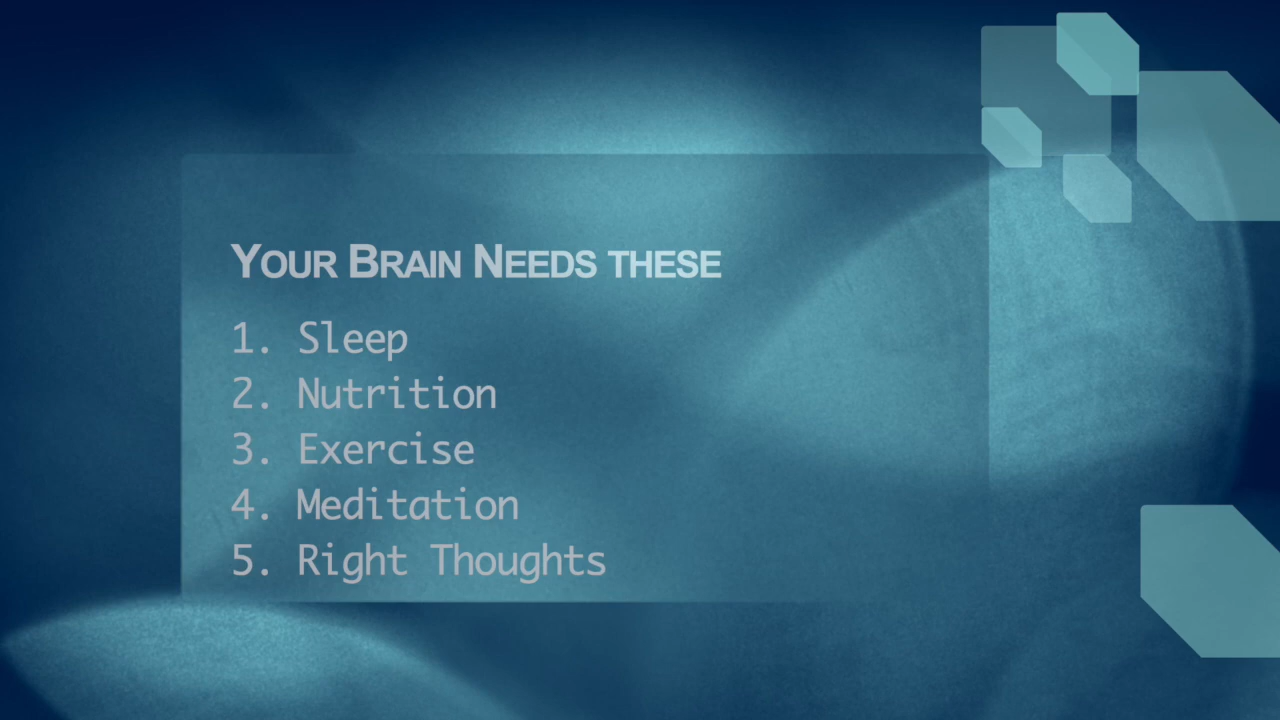 Your Brain Needs these
1. Sleep
2. Nutrition
3. Exercise
4. Meditation
5. Right Thoughts